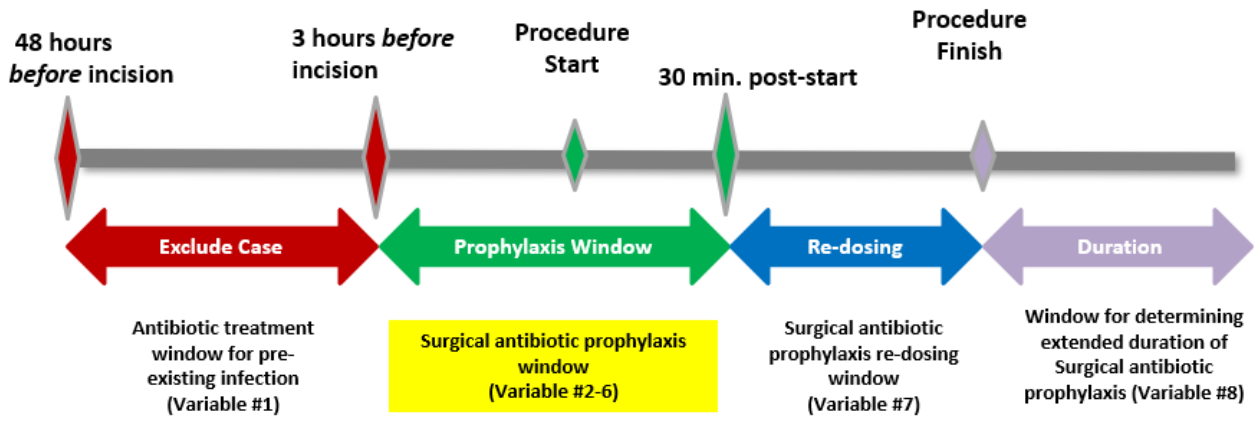 48 hours
before incision
3 hours before
incision
Procedure
Start
30 min. post-start
Procedure
Finish
Exclude Case
Prophylaxis Window
Re-dosing
Duration
Antibiotic treatment
window for pre-
existing infection
(Variable #1)
Surgical antibiotic prophylaxis
window
(Variable #2-6)
Surgical antibiotic
prophylaxis re-dosing
window
(Variable #7)
Window for determining
extended duration of
Surgical antibiotic
prophylaxis (Variable #8)